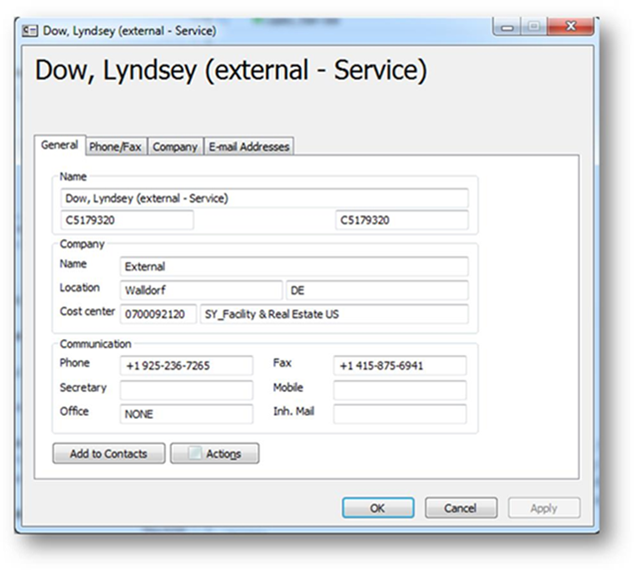 Dow, Lyndsey (external - Service)
Dow, Lyndsey (external - Service)
General Phone/Fax Company E-mail Addresses
Name
Dow, Lyndsey (external - Service)
C5179320 C5179320
Company
Name External
Location Walldorf DE
Cost center 0700092120 SY_Facility & Real Estate US
Communication
Phone +1 925-236-7265 Fax +1 415-875-6941
Secretary Mobile
Office NONE Inh. Mail
Add to Contacts Actions
OK Cancel Apply